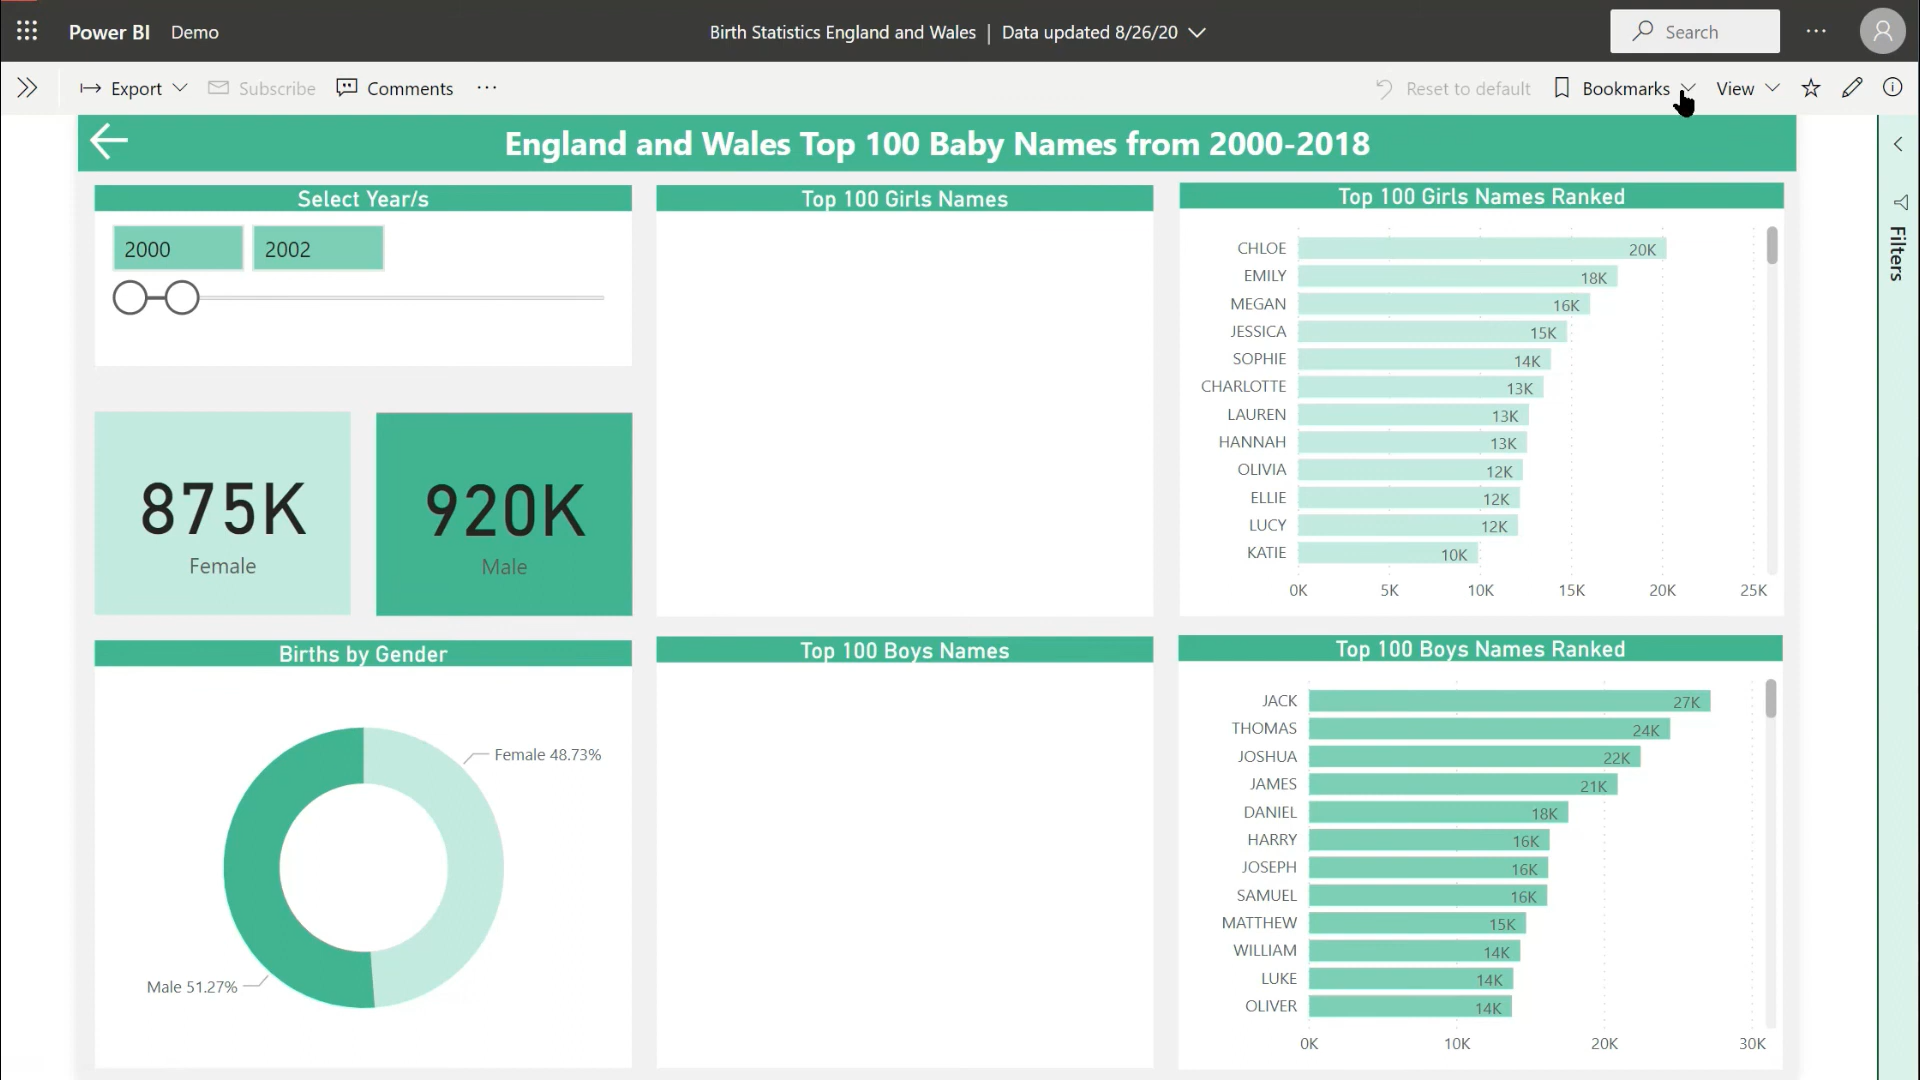 Power BI Demo
Birth Statistics England and Wales | Data updated 8/26/20
Search
Export
Subscribe
Comments
Reset to default
Bookmarks
View
England and Wales Top 100 Baby Names from 2000-2018
Select Year/s
2000
2002
875K
Female
920K
Male
Births by Gender
Female 48.73%
Male 51.27%
Top 100 Girls Names
Top 100 Boys Names
Top 100 Girls Names Ranked
CHLOE 20K
EMILY 18K
MEGAN 16K
JESSICA 15K
SOPHIE 14K
CHARLOTTE 13K
LAUREN 13K
HANNAH 13K
OLIVIA 12K
ELLIE 12K
LUCY 12K
KATIE 10K
0K 5K 10K 15K 20K 25K
Top 100 Boys Names Ranked
JACK 27K
THOMAS 24K
JOSHUA 22K
JAMES 21K
DANIEL 18K
HARRY 16K
JOSEPH 16K
SAMUEL 16K
MATTHEW 15K
WILLIAM 14K
LUKE 14K
OLIVER 14K
0K 10K 20K 30K
Filters